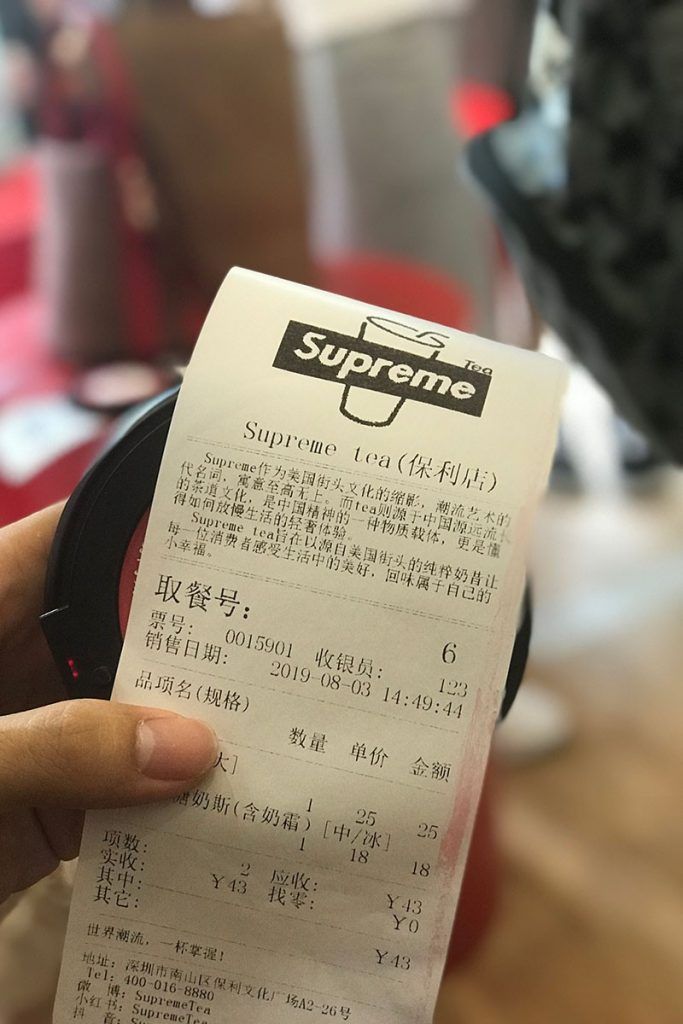 Supreme Tea
Supreme tea(保利店)
Supreme作为美国街头文化的缩影，潮流艺术的
代名词，寓意至高无上。而tea则源于中国源远流长
的茶道文化，是中国精神的一种物质载体，更是懂
得如何放慢生活的轻奢体验。
Supreme tea旨在以源自美国街头的纯粹奶昔让
每一位消费者感受生活中的美好，回味属于自己的
小幸福。
取餐号: 6
票号: 0015901 收银员: 123
销售日期: 2019-08-03 14:49:44
品项名(规格)
数量 单价 金额
大]
1 25 25
糖奶斯(含奶霜) [中/冰]
1 18 18
项数: 2 应收: ￥43
实收: ￥43 找零: ￥0
其中:
其它: ￥43
世界潮流，一杯掌握!
地址: 深圳市南山区保利文化广场A2-26号
Tel: 400-016-8880
微 博: SupremeTea
小红书: SupremeTea
抖 音: Su